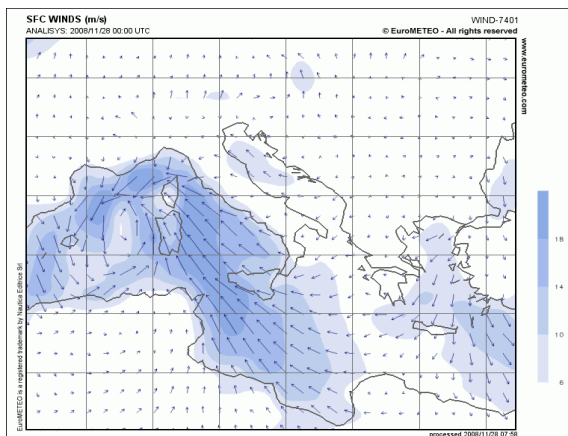 SFC WINDS (m/s)
WIND-7401
ANALISYS: 2008/11/28 00:00 UTC
© EuroMETEO - All rights reserved
www.eurometeo.com
EuroMETEO is a registered trademark by Nautica Editrice Srl
18
14
10
6
processed 2008/11/28 07:58